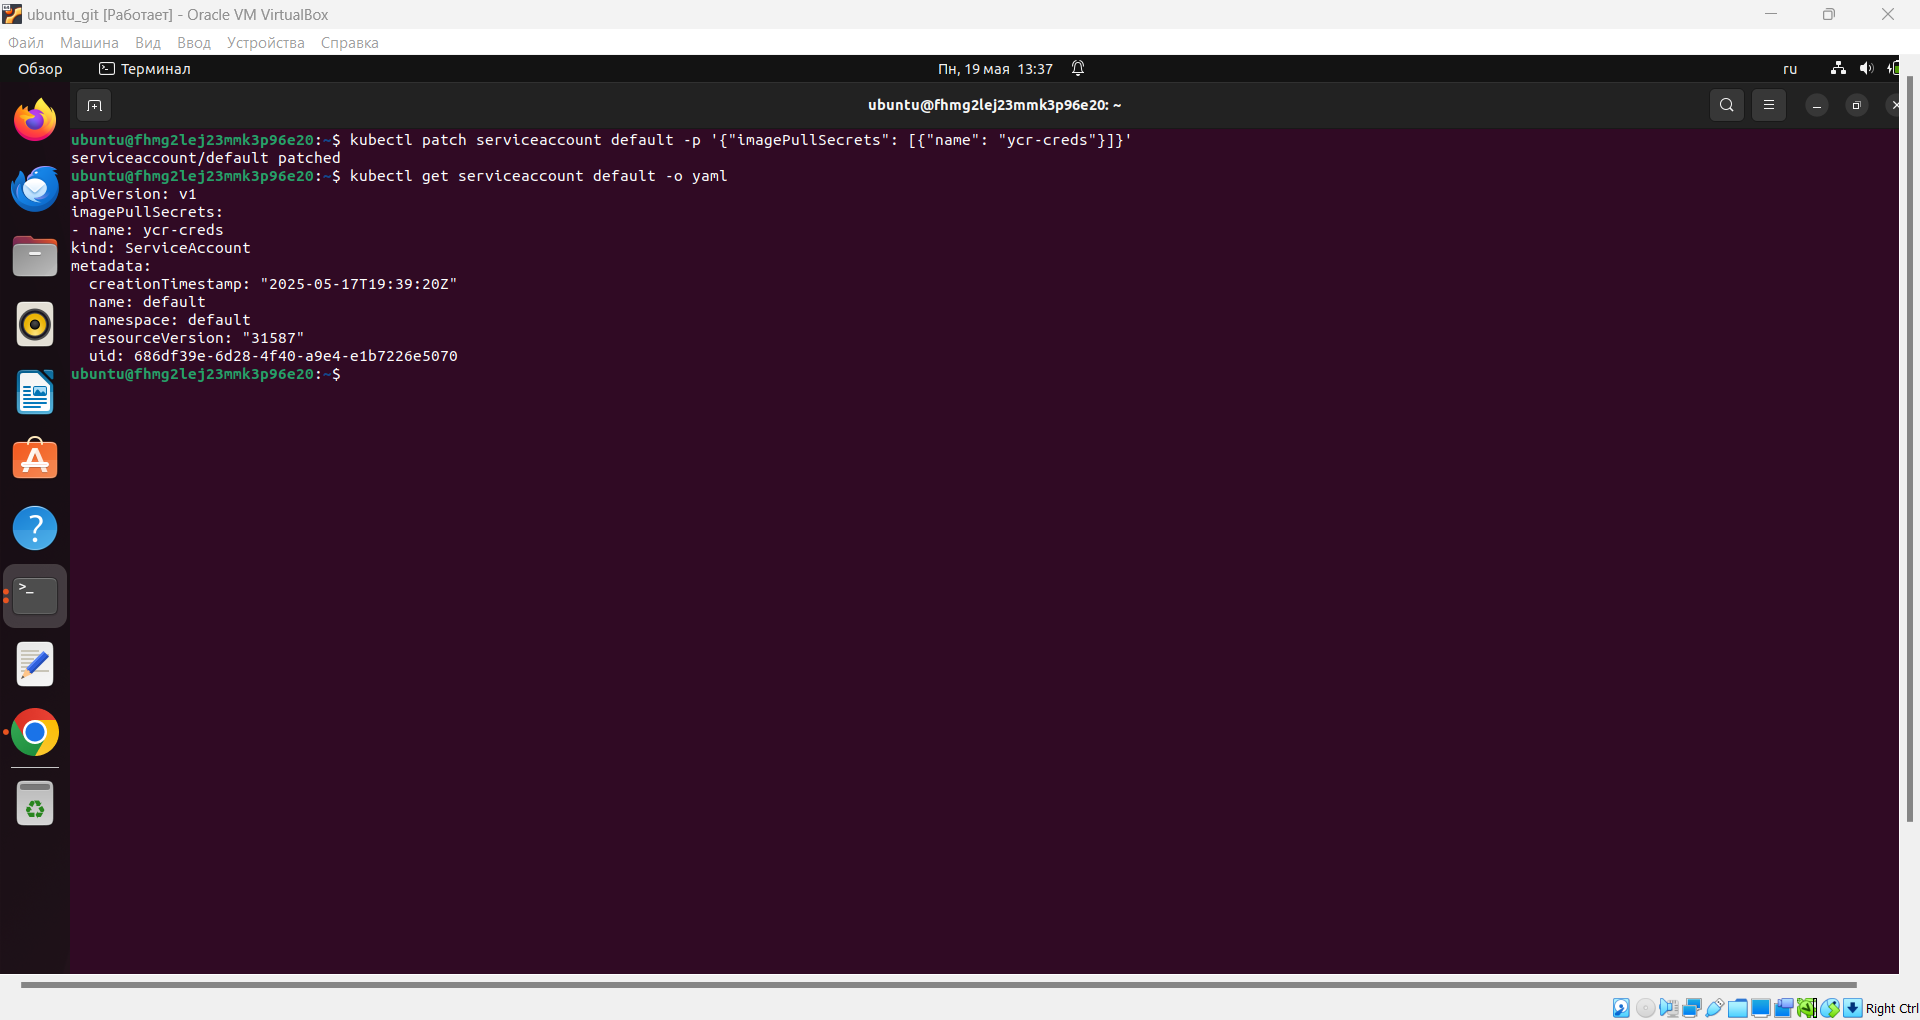 ubuntu_git [Работает] - Oracle VM VirtualBox
Файл Машина Вид Ввод Устройства Справка
Обзор Терминал Пн, 19 мая 13:37 ru
ubuntu@fhmg2lej23mmk3p96e20: ~
ubuntu@fhmg2lej23mmk3p96e20:~$ kubectl patch serviceaccount default -p '{"imagePullSecrets": [{"name": "ycr-creds"}]}'
serviceaccount/default patched
ubuntu@fhmg2lej23mmk3p96e20:~$ kubectl get serviceaccount default -o yaml
apiVersion: v1
imagePullSecrets:
- name: ycr-creds
kind: ServiceAccount
metadata:
  creationTimestamp: "2025-05-17T19:39:20Z"
  name: default
  namespace: default
  resourceVersion: "31587"
  uid: 686df39e-6d28-4f40-a9e4-e1b7226e5070
ubuntu@fhmg2lej23mmk3p96e20:~$
Right Ctrl